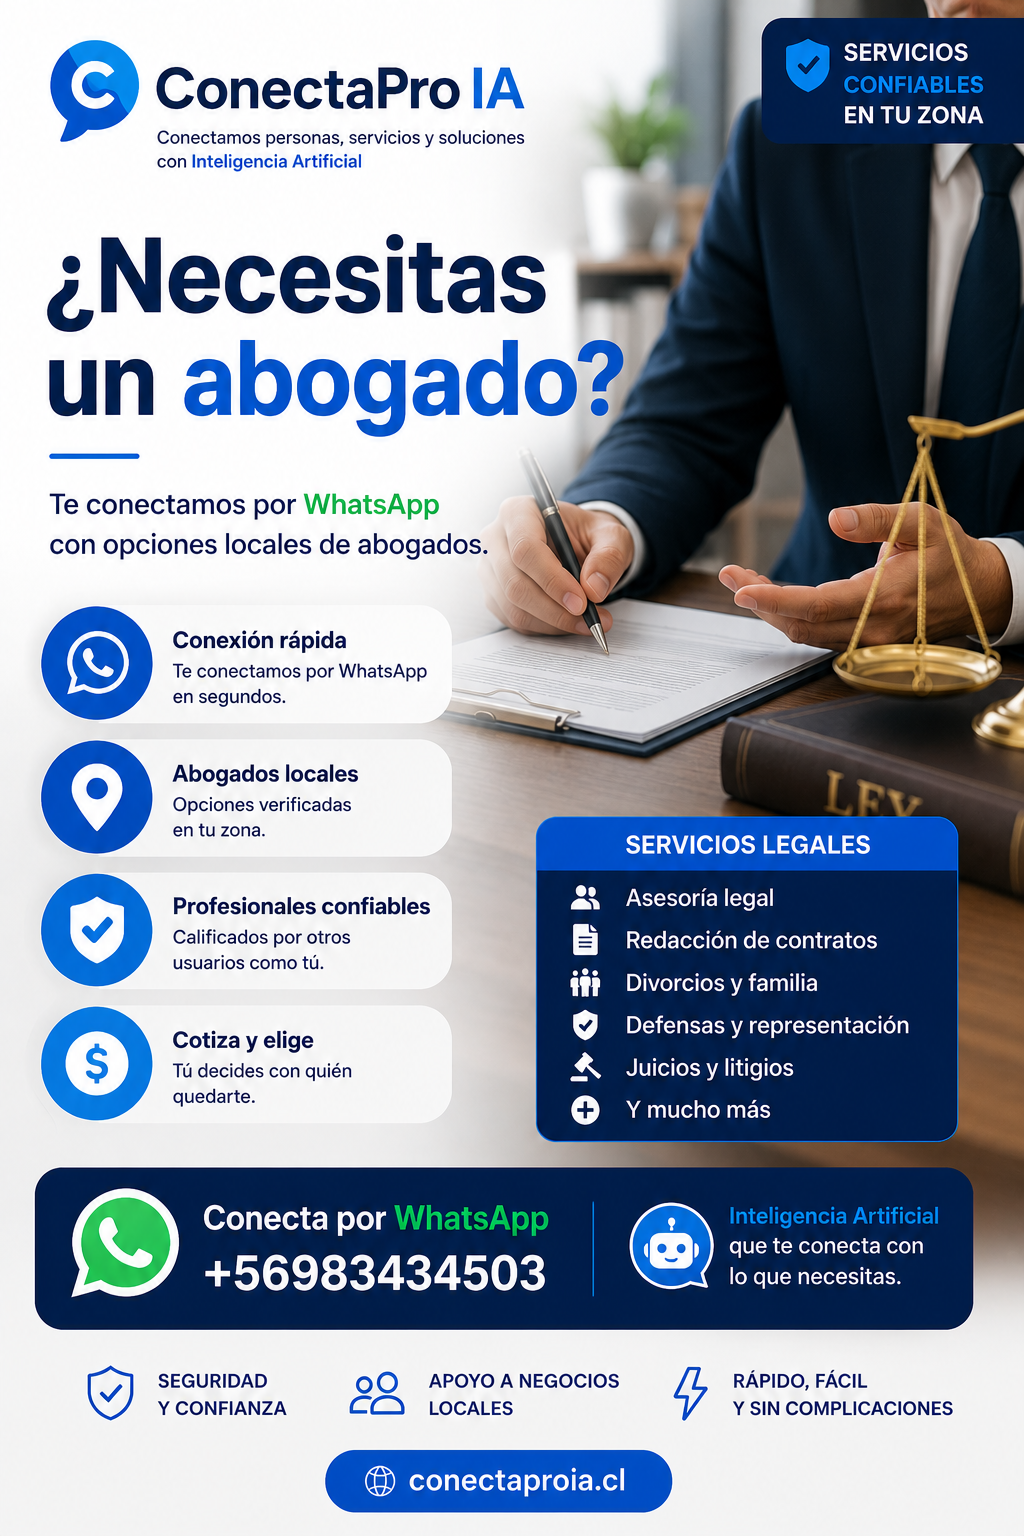 ConectaPro IA
Conectamos personas, servicios y soluciones
con Inteligencia Artificial
SERVICIOS
CONFIABLES
EN TU ZONA
¿Necesitas
un abogado?
Te conectamos por WhatsApp
con opciones locales de abogados.
Conexión rápida
Te conectamos por WhatsApp
en segundos.
Abogados locales
Opciones verificadas
en tu zona.
Profesionales confiables
Calificados por otros
usuarios como tú.
Cotiza y elige
Tú decides con quién
quedarte.
LEY
SERVICIOS LEGALES
Asesoría legal
Redacción de contratos
Divorcios y familia
Defensas y representación
Juicios y litigios
Y mucho más
Conecta por WhatsApp
+56983434503
Inteligencia Artificial
que te conecta con
lo que necesitas.
SEGURIDAD
Y CONFIANZA
APOYO A NEGOCIOS
LOCALES
RÁPIDO, FÁCIL
Y SIN COMPLICACIONES
conectaproia.cl